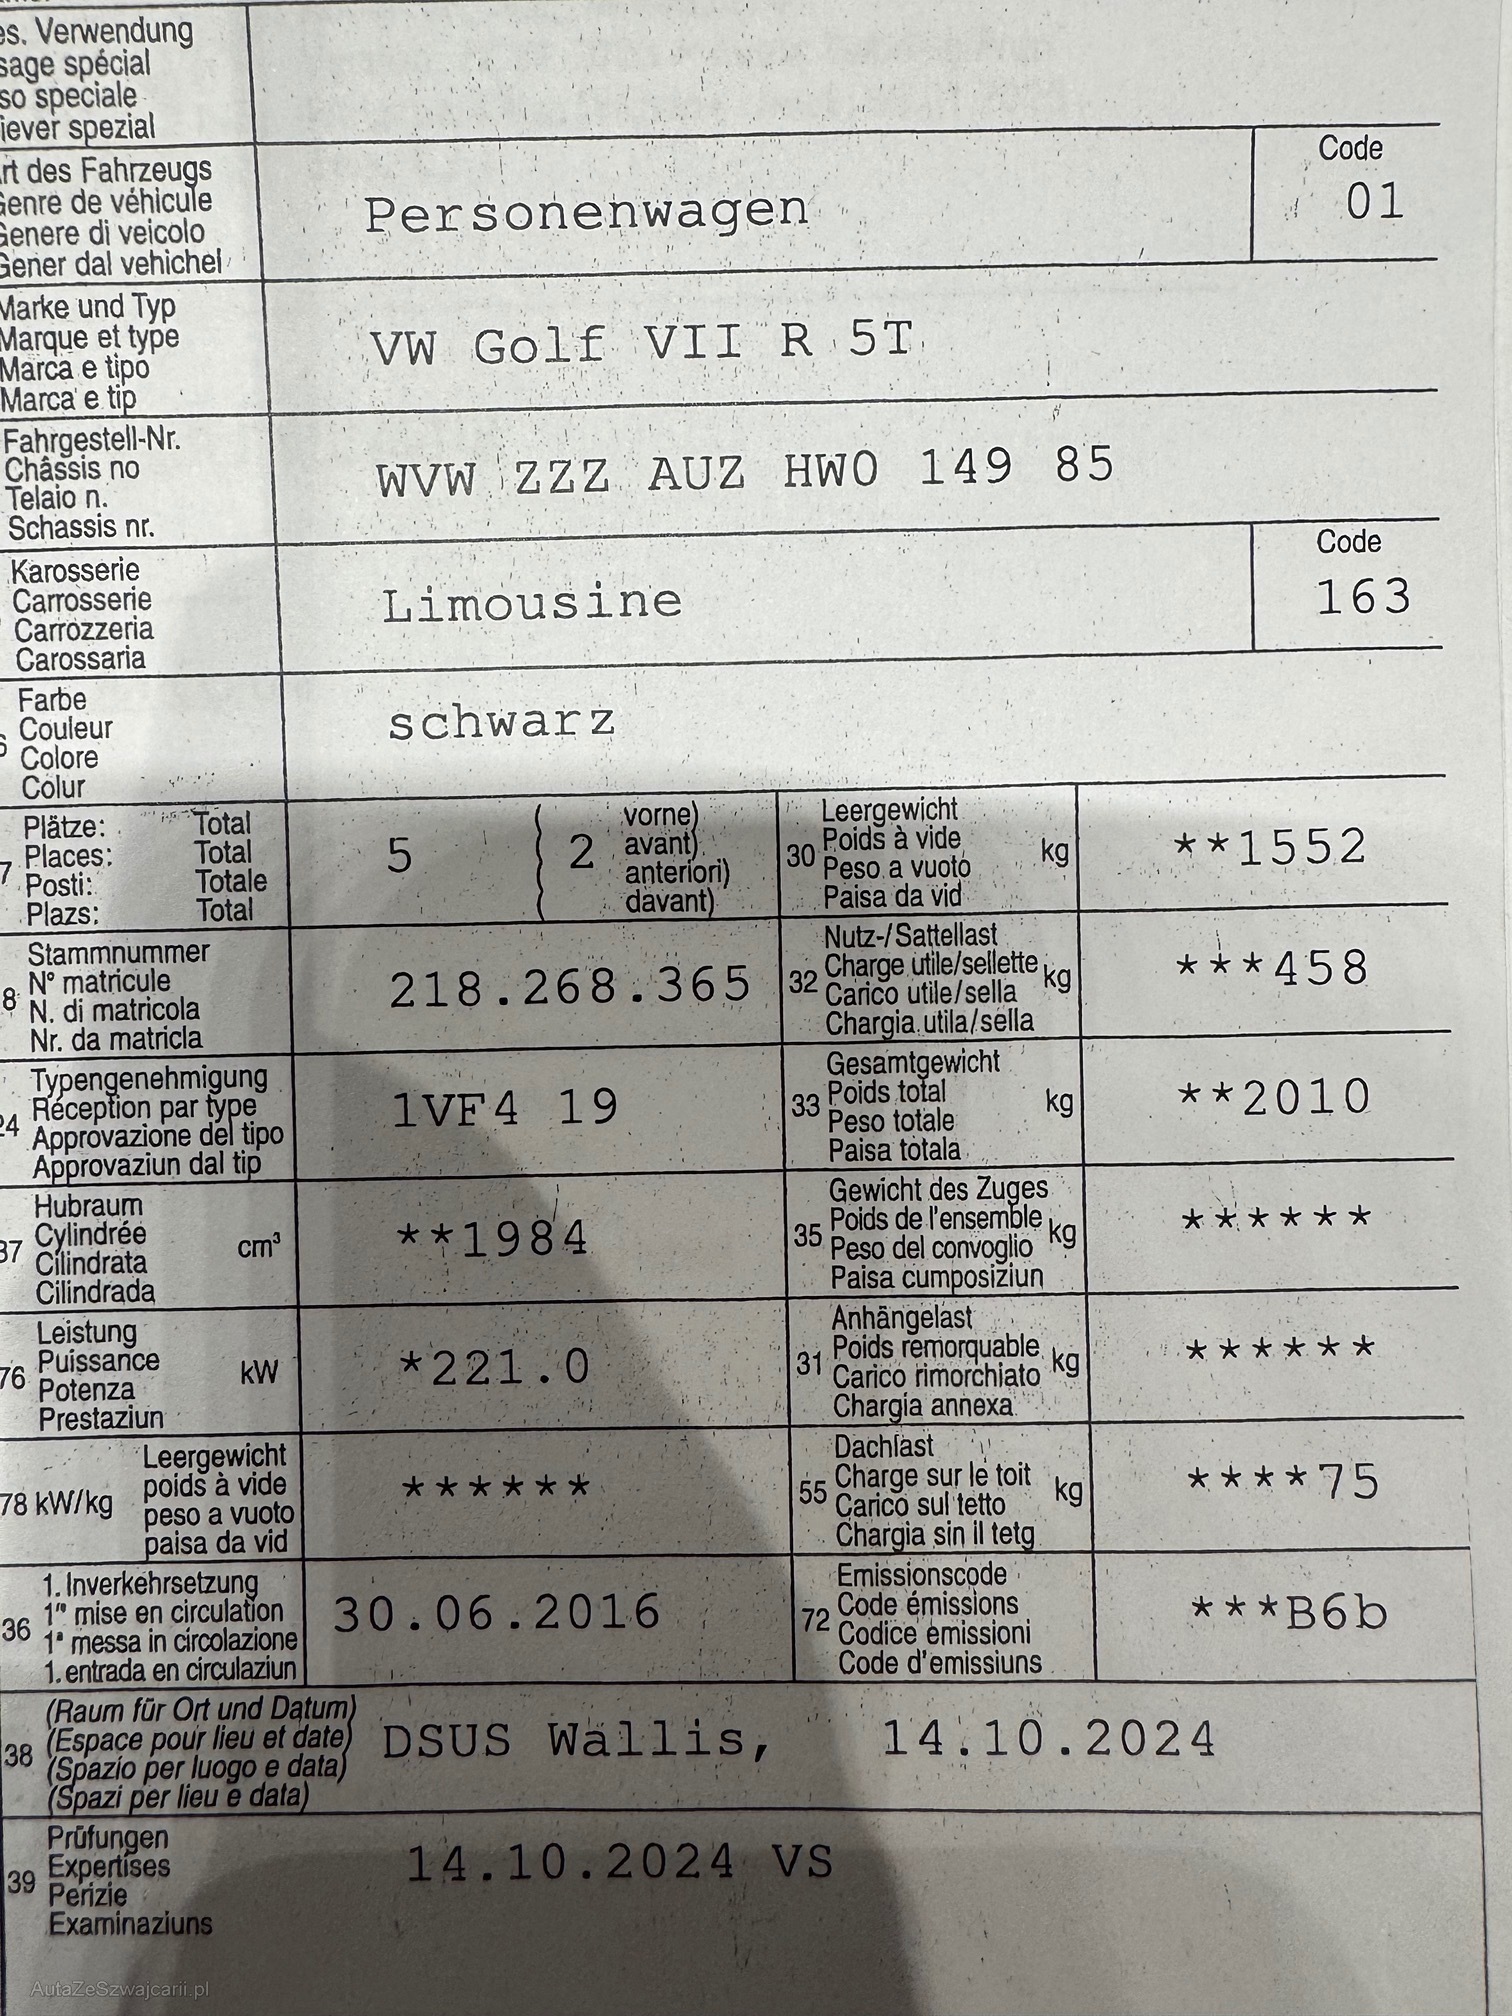 es. Verwendung
sage spécial
so speciale
iever spezial
rt des Fahrzeugs
Genre de véhicule
Genere di veicolo
Gener dal vehichel
Personenwagen
Code
01
Marke und Typ
Marque et type
Marca e tipo
Marca e tip
VW Golf VII R 5T
Fahrgestell-Nr.
Châssis no
Telaio n.
Schassis nr.
WVW ZZZ AUZ HW0 149 85
Karosserie
Carrosserie
Carrozzeria
Carossaria
Limousine
Code
163
Farbe
Couleur
Colore
Colur
schwarz
7
Plätze: Total
Places: Total
Posti: Totale
Plazs: Total
5 ( 2
vorne)
avant)
anteriori)
davant)
30
Leergewicht
Poids à vide
Peso a vuoto
Paisa da vid
kg
**1552
8
Stammnummer
N° matricule
N. di matricola
Nr. da matricla
218.268.365
32
Nutz-/Sattellast
Charge utile/sellette
Carico utile/sella
Chargia utila/sella
kg
***458
24
Typengenehmigung
Réception par type
Approvazione del tipo
Approvaziun dal tip
1VF4 19
33
Gesamtgewicht
Poids total
Peso totale
Paisa totala
kg
**2010
37
Hubraum
Cylindrée
Cilindrata
Cilindrada
cm³
**1984
35
Gewicht des Zuges
Poids de l'ensemble
Peso del convoglio
Paisa cumposiziun
kg
******
76
Leistung
Puissance
Potenza
Prestaziun
kW
*221.0
31
Anhängelast
Poids remorquable
Carico rimorchiato
Chargia annexa
kg
******
78 kW/kg
Leergewicht
poids à vide
peso a vuoto
paisa da vid
******
55
Dachlast
Charge sur le toit
Carico sul tetto
Chargia sin il tetg
kg
****75
36
1. Inverkehrsetzung
1re mise en circulation
1a messa in circolazione
1. entrada en circulaziun
30.06.2016
72
Emissionscode
Code émissions
Codice emissioni
Code d'emissiuns
***B6b
38
(Raum für Ort und Datum)
(Espace pour lieu et date)
(Spazio per luogo e data)
(Spazi per lieu e data)
DSUS Wallis, 14.10.2024
39
Prüfungen
Expertises
Perizie
Examinaziuns
14.10.2024 VS
AutaZeSzwajcarii.pl